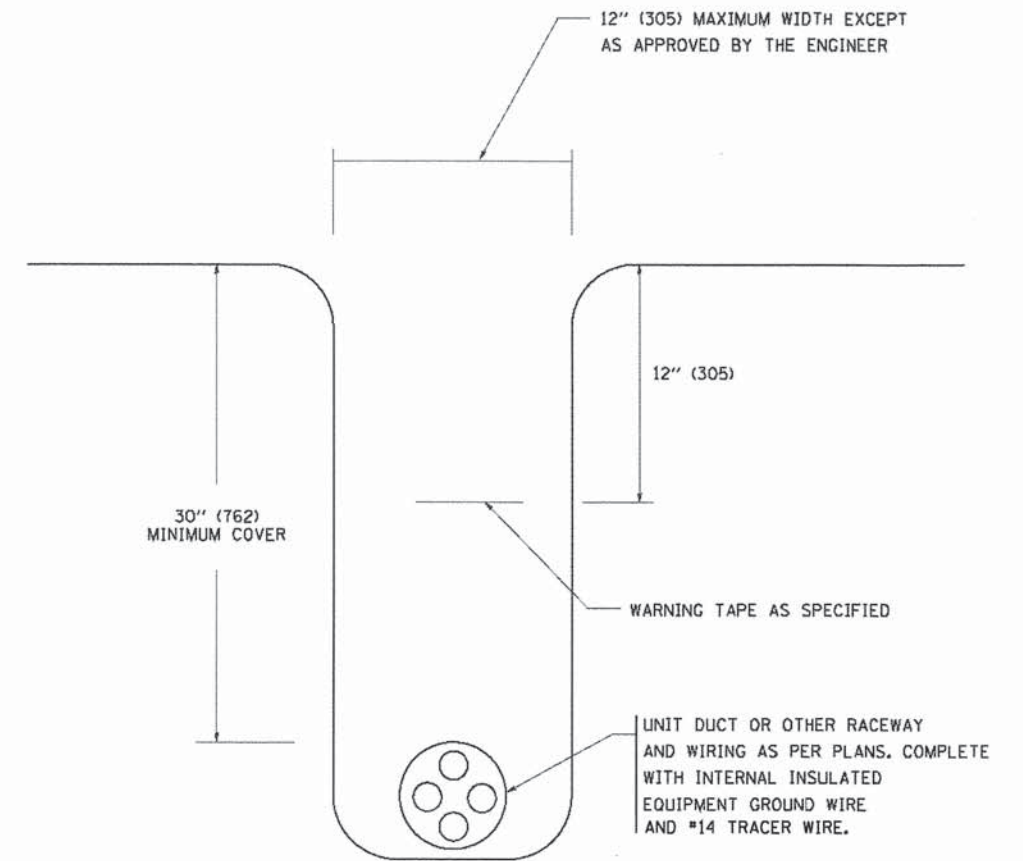 12" (305) MAXIMUM WIDTH EXCEPT
AS APPROVED BY THE ENGINEER
12" (305)
30" (762)
MINIMUM COVER
WARNING TAPE AS SPECIFIED
UNIT DUCT OR OTHER RACEWAY
AND WIRING AS PER PLANS. COMPLETE
WITH INTERNAL INSULATED
EQUIPMENT GROUND WIRE
AND #14 TRACER WIRE.